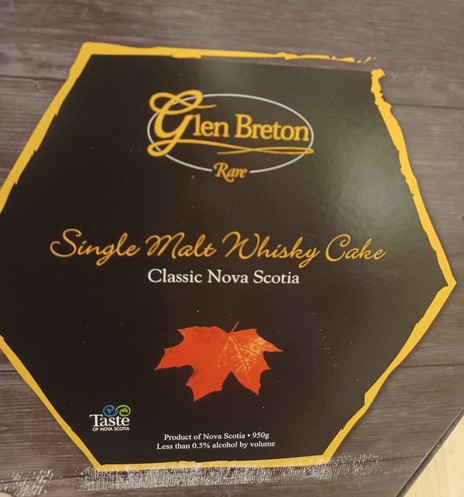 Glen Breton
Rare
Single Malt Whisky Cake
Classic Nova Scotia
Taste
OF NOVA SCOTIA
Product of Nova Scotia • 950g
Less than 0.5% alcohol by volume